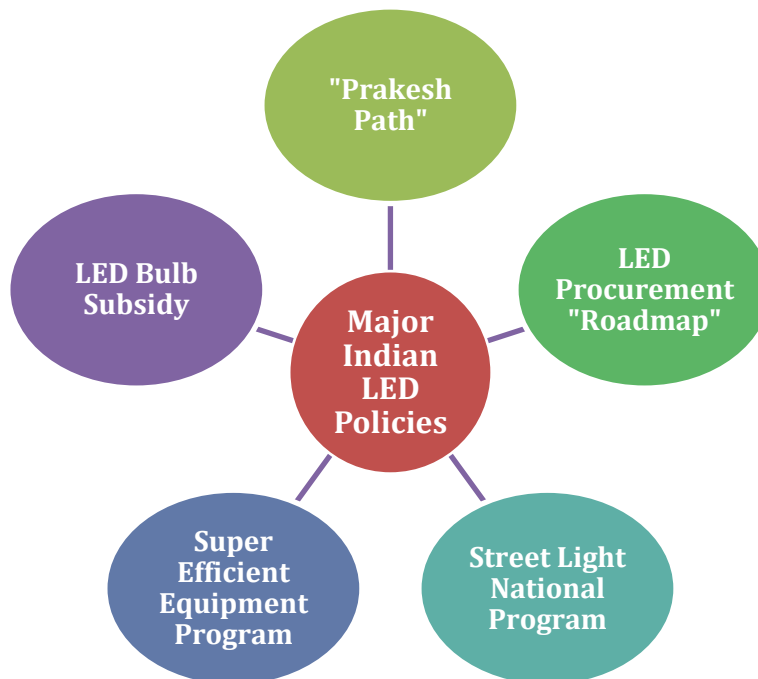 "Prakesh
Path"
LED
Procurement
"Roadmap"
Street Light
National
Program
Super
Efficient
Equipment
Program
LED Bulb
Subsidy
Major
Indian
LED
Policies